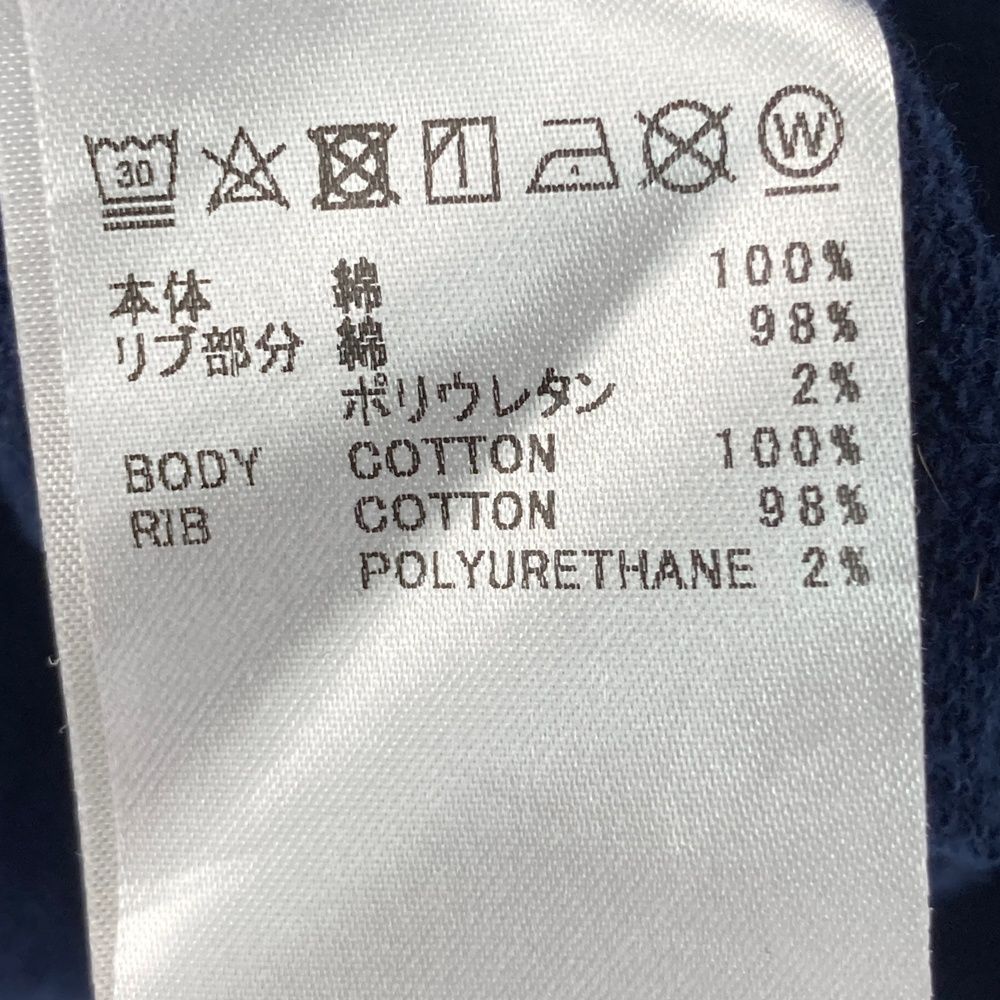 30 W
本体 綿 100%
リブ部分 綿 98%
ポリウレタン 2%
BODY COTTON 100%
RIB COTTON 98%
POLYURETHANE 2%